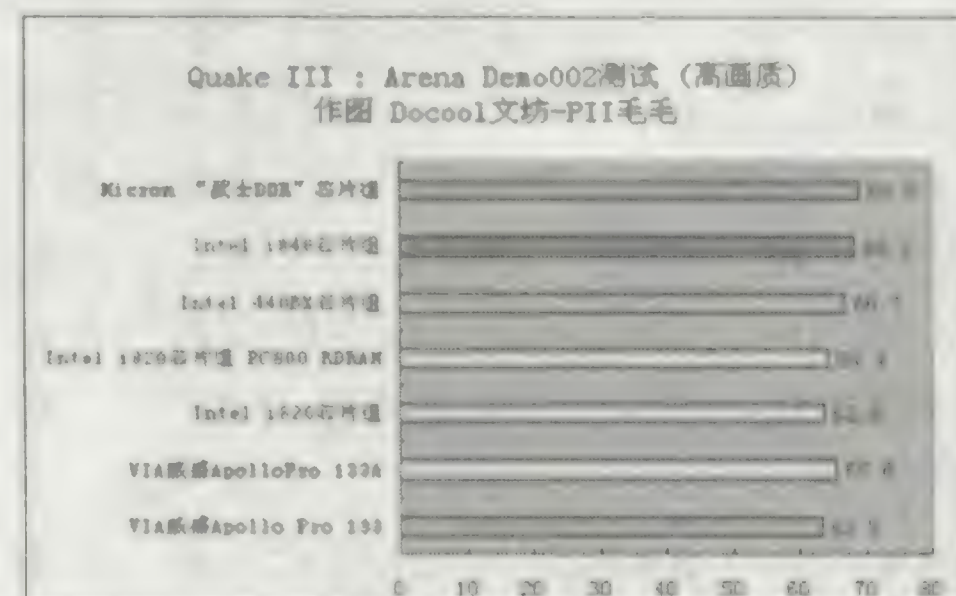 Quake III : Arena Demo002测试 (高画质)
作图 Docool文坊-PII毛毛
Micron “武士DDR” 芯片组
Intel i840芯片组
Intel 440BX芯片组
Intel i820芯片组 PC800 RDRAM
Intel i820芯片组
VIA威盛ApolloPro 133A
VIA威盛Apollo Pro 133
0 10 20 30 40 50 60 70 80